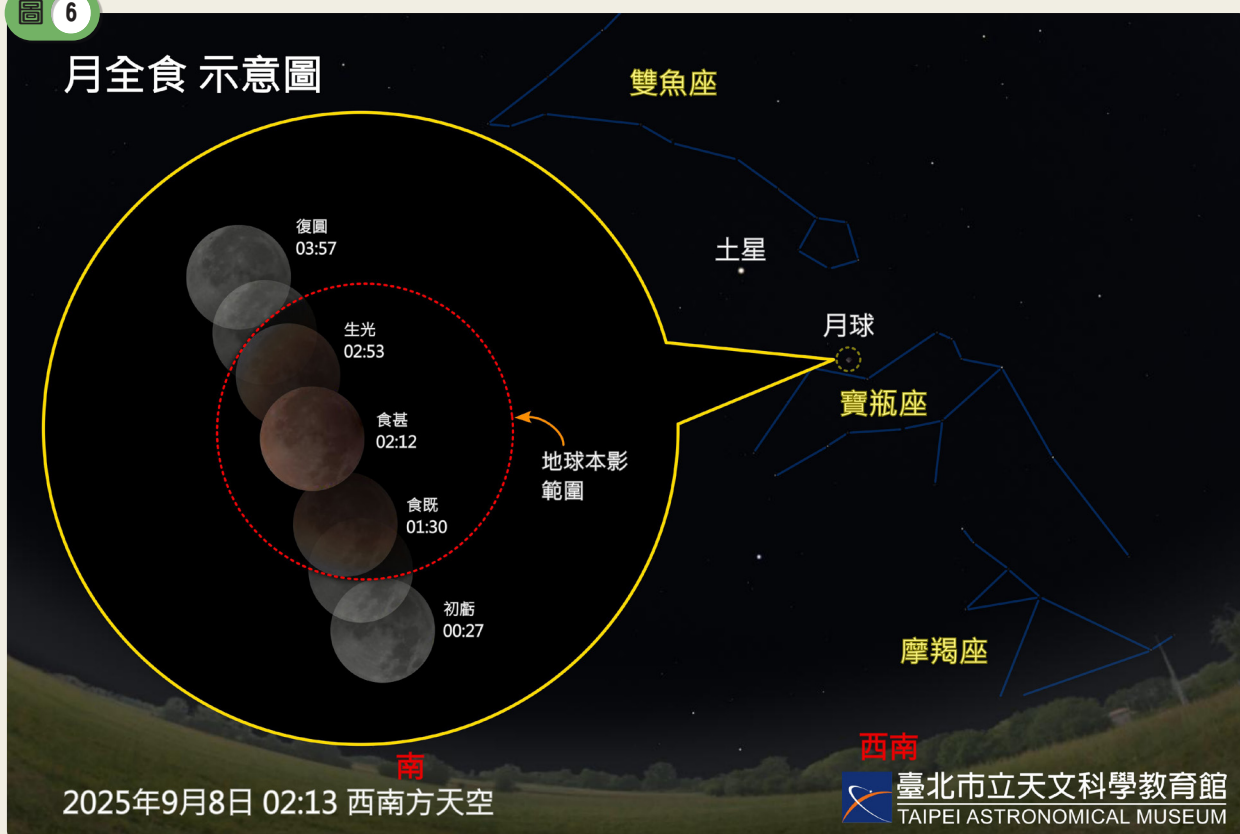 圖 6
月全食 示意圖
雙魚座
復圓
03:57
土星
生光
02:53
月球
寶瓶座
食甚
02:12
地球本影
範圍
食既
01:30
初虧
00:27
摩羯座
南
西南
2025年9月8日 02:13 西南方天空
臺北市立天文科學教育館
TAIPEI ASTRONOMICAL MUSEUM